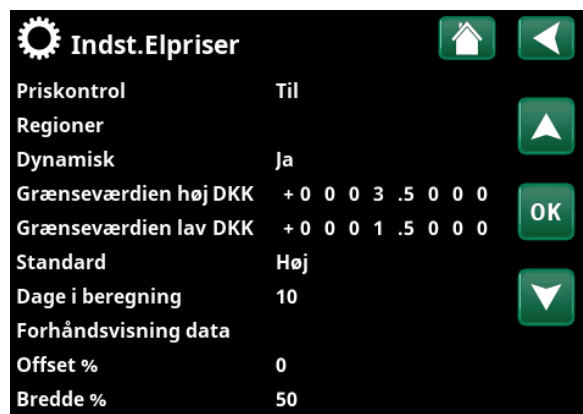 Indst.Elpriser
Priskontrol Til
Regioner
Dynamisk Ja
Grænseværdien høj DKK +0 0 0 3 .5 0 0 0
Grænseværdien lav DKK +0 0 0 1 .5 0 0 0
OK
Standard Høj
Dage i beregning 10
Forhåndsvisning data
Offset % 0
Bredde % 50